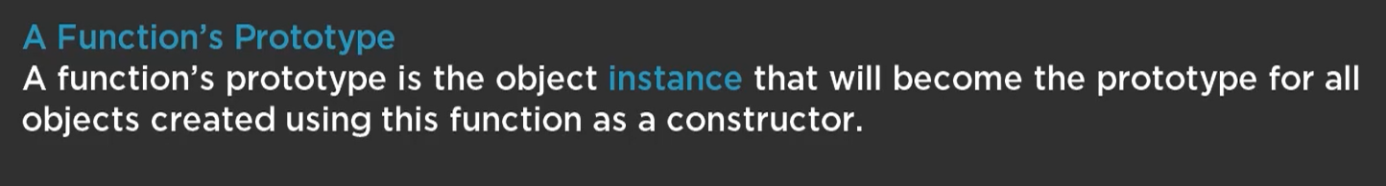 A Function’s Prototype
A function’s prototype is the object instance that will become the prototype for all
objects created using this function as a constructor.